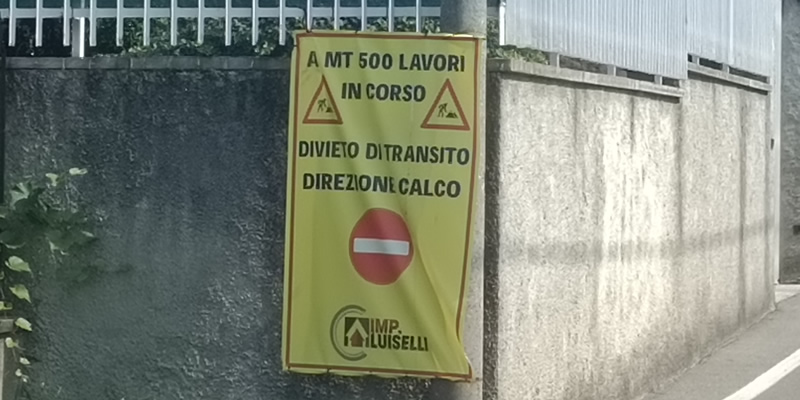 A MT 500 LAVORI
IN CORSO
DIVIETO DI TRANSITO
DIREZIONE CALCO
IMP.
LUISELLI